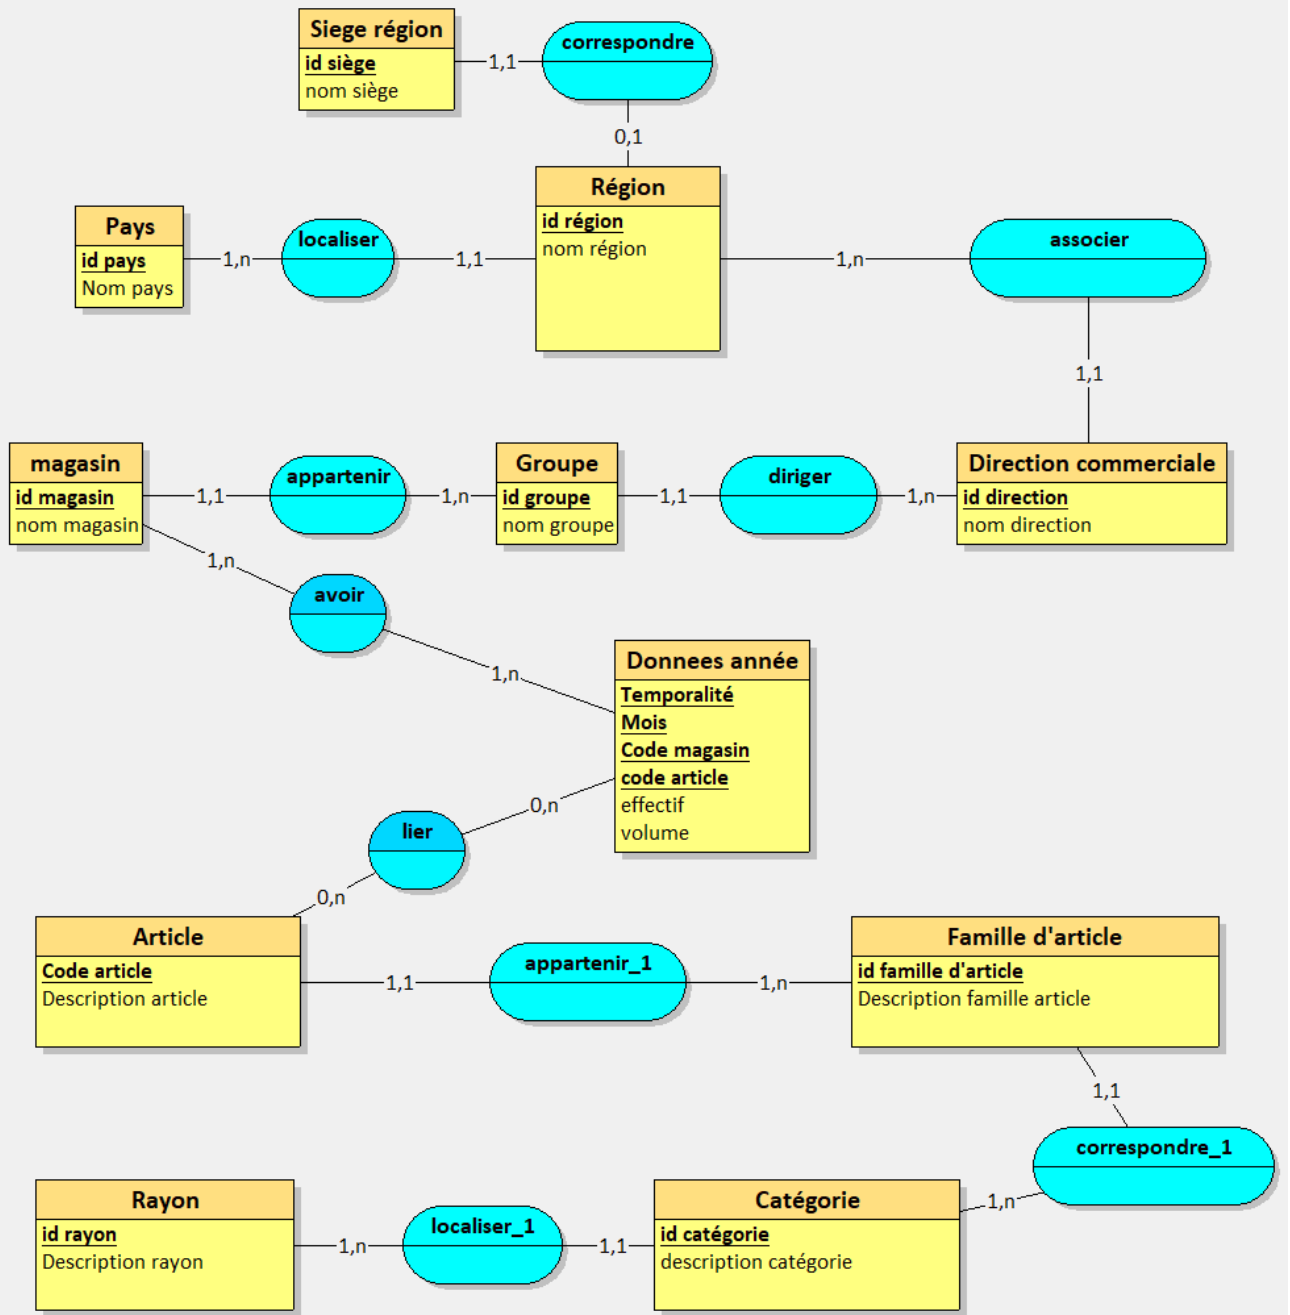 Siege région
id siège
nom siège
1,1
correspondre
0,1
Région
id région
nom région
Pays
id pays
Nom pays
1,n
localiser
1,1
1,n
associer
1,1
magasin
id magasin
nom magasin
1,1
appartenir
1,n
Groupe
id groupe
nom groupe
1,1
diriger
1,n
Direction commerciale
id direction
nom direction
1,n
avoir
1,n
Donnees année
Temporalité
Mois
Code magasin
code article
effectif
volume
0,n
lier
0,n
Article
Code article
Description article
1,1
appartenir_1
1,n
Famille d'article
id famille d'article
Description famille article
1,1
correspondre_1
1,n
Rayon
id rayon
Description rayon
1,n
localiser_1
1,1
Catégorie
id catégorie
description catégorie